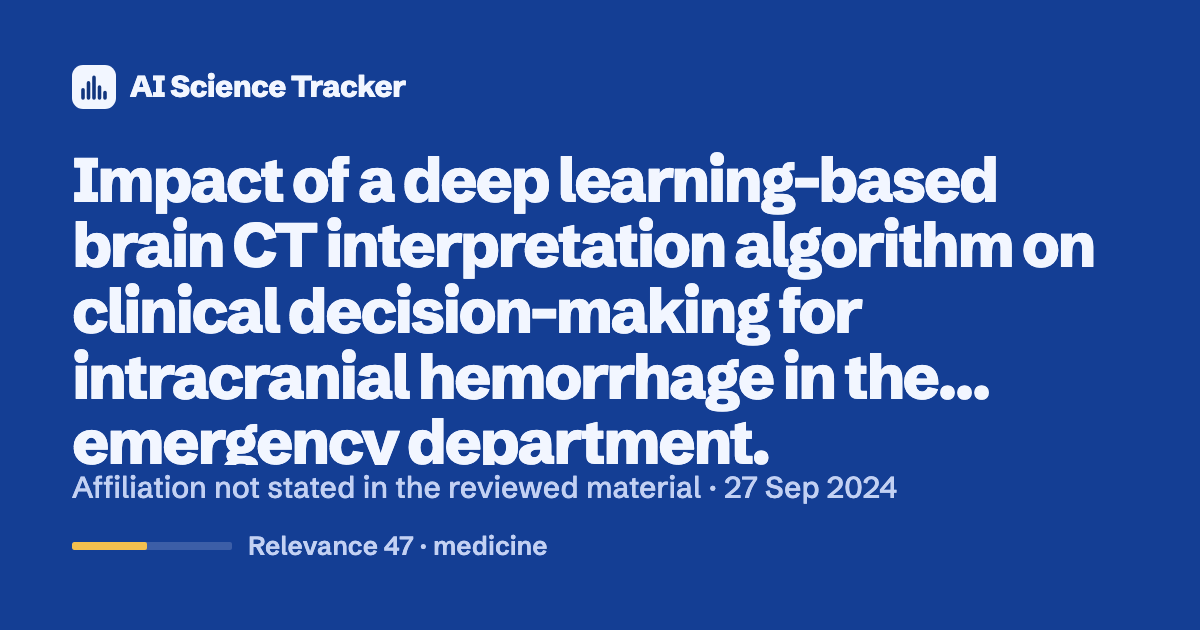 AI Science Tracker
Impact of a deep learning-based
brain CT interpretation algorithm on
clinical decision-making for
intracranial hemorrhage in the...
emergency department.
Affiliation not stated in the reviewed material · 27 Sep 2024
Relevance 47 · medicine